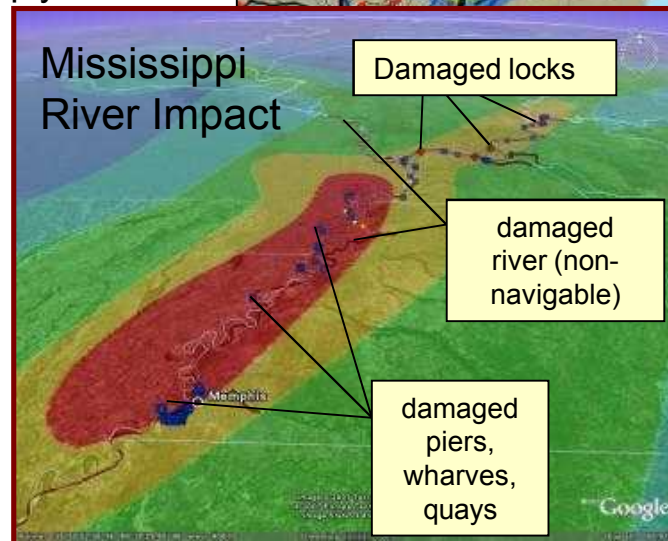 Mississippi
River Impact
Damaged locks
damaged
river (non-
navigable)
Memphis
damaged
piers,
wharves,
quays
Google